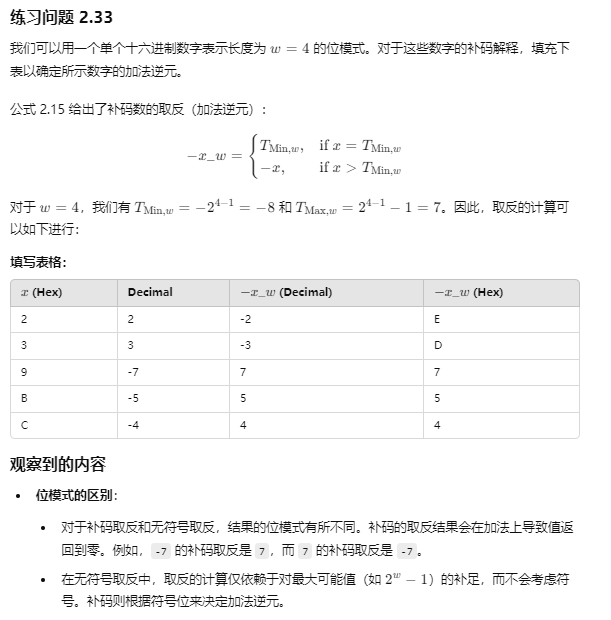 练习问题 2.33
我们可以用一个单个十六进制数字表示长度为 w = 4 的位模式。对于这些数字的补码解释，填充下
表以确定所示数字的加法逆元。
公式 2.15 给出了补码数的取反（加法逆元）：
−x_w = { T_Min,w, if x = T_Min,w
−x, if x > T_Min,w
对于 w = 4，我们有 T_Min,w = −2^{4−1} = −8 和 T_Max,w = 2^{4−1} − 1 = 7。因此，取反的计算可
以如下进行：
填写表格：
x (Hex) Decimal −x_w (Decimal) −x_w (Hex)
2 2 -2 E
3 3 -3 D
9 -7 7 7
B -5 5 5
C -4 4 4
观察到的内容
• 位模式的区别：
• 对于补码取反和无符号取反，结果的位模式有所不同。补码的取反结果会在加法上导致值返
回到零。例如， -7 的补码取反是 7 ，而 7 的补码取反是 -7 。
• 在无符号取反中，取反的计算仅依赖于对最大可能值（如 2^w − 1）的补足，而不会考虑符
号。补码则根据符号位来决定加法逆元。